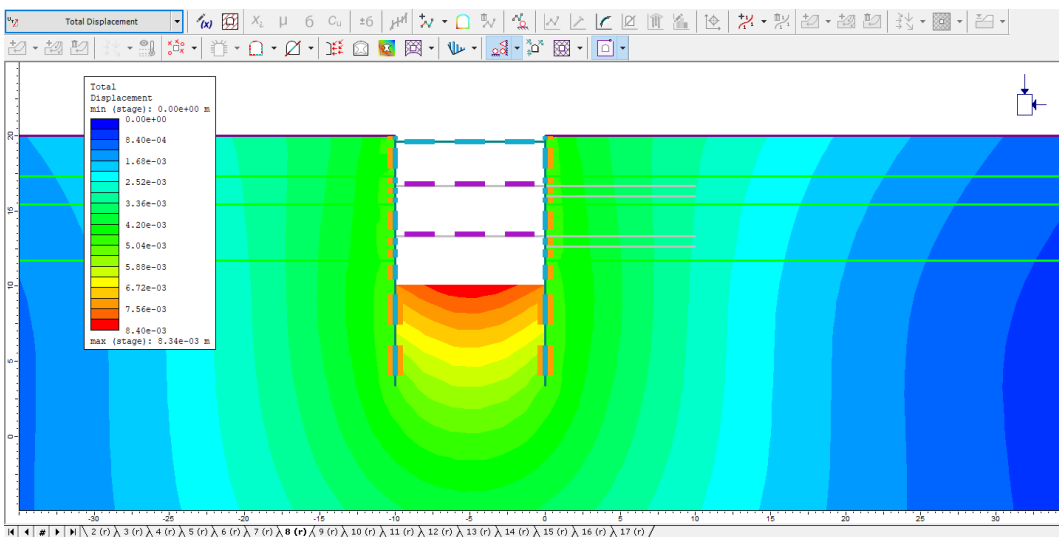 Total Displacement
(x)
X_L μ б C_u ±б
Total
Displacement
min (stage): 0.00e+00 m
0.00e+00
8.40e-04
1.68e-03
2.52e-03
3.36e-03
4.20e-03
5.04e-03
5.88e-03
6.72e-03
7.56e-03
8.40e-03
max (stage): 8.34e-03 m
20
15
10
5
0
-30 -25 -20 -15 -10 -5 0 5 10 15 20 25 30
# 2 (r) 3 (r) 4 (r) 5 (r) 6 (r) 7 (r) 8 (r) 9 (r) 10 (r) 11 (r) 12 (r) 13 (r) 14 (r) 15 (r) 16 (r) 17 (r)